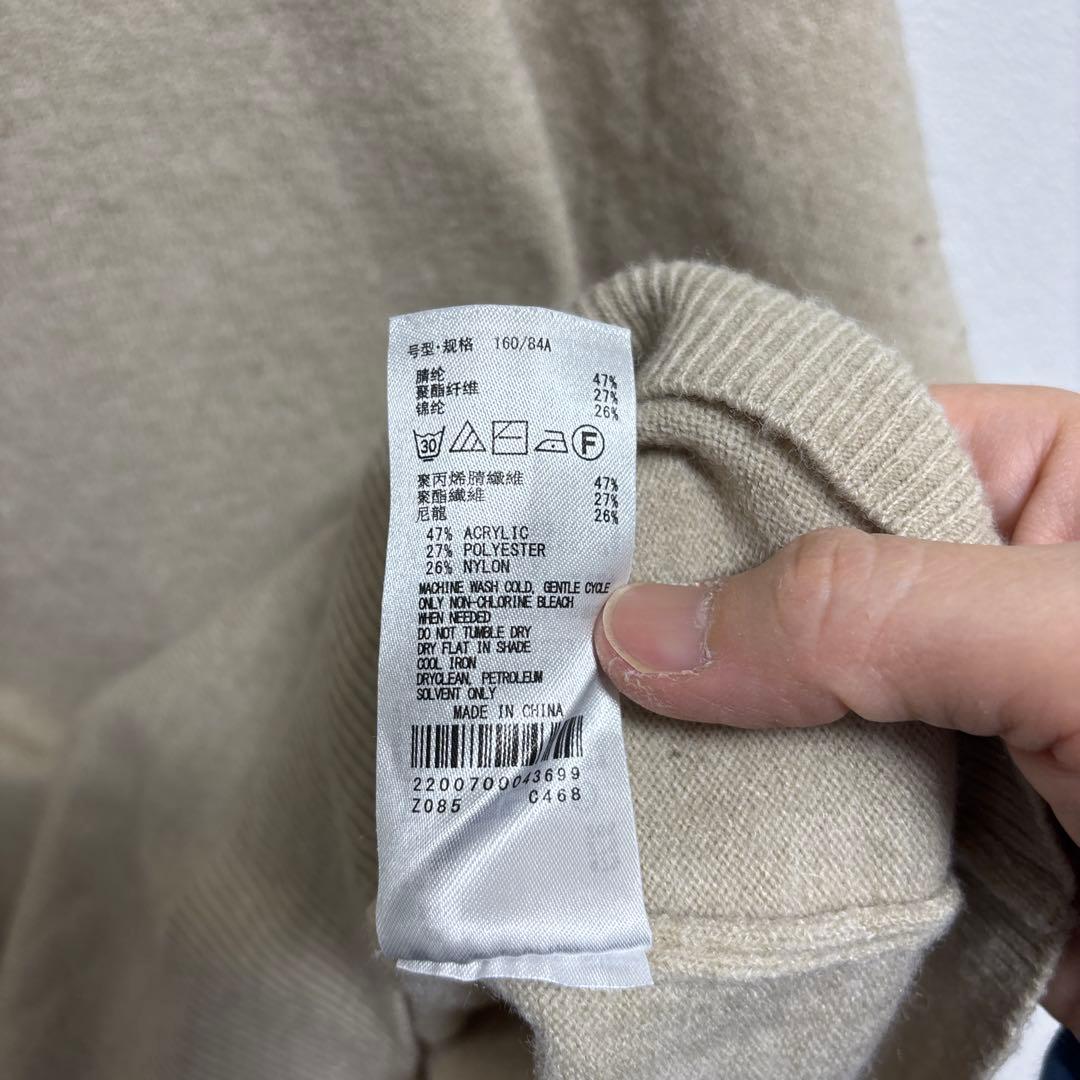 号型·规格 160/84A
腈纶 47%
聚酯纤维 27%
锦纶 26%
30 F
聚丙烯腈纖維 47%
聚酯纖維 27%
尼龍 26%
47% ACRYLIC
27% POLYESTER
26% NYLON
MACHINE WASH COLD, GENTLE CYCLE
ONLY NON-CHLORINE BLEACH
WHEN NEEDED
DO NOT TUMBLE DRY
DRY FLAT IN SHADE
COOL IRON
DRYCLEAN, PETROLEUM
SOLVENT ONLY
MADE IN CHINA
2200700043699
Z085 C468